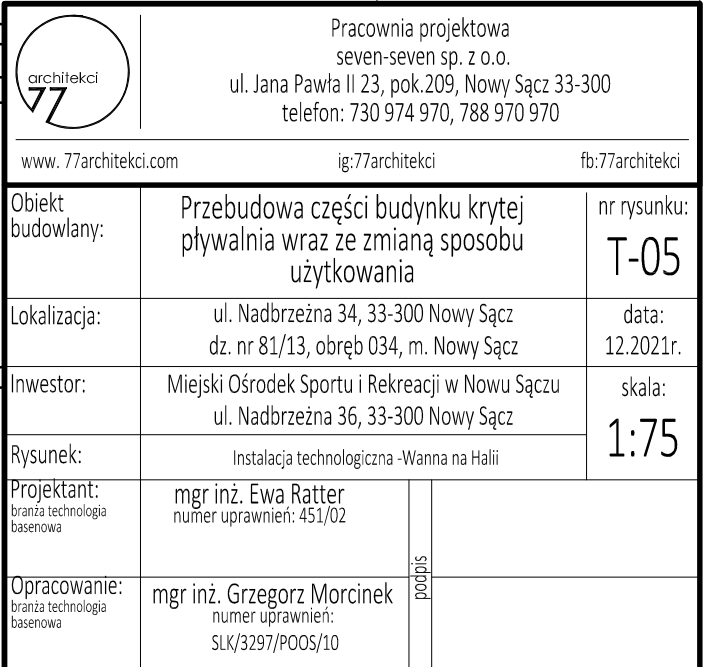 architekci
77
Pracownia projektowa
seven-seven sp. z o.o.
ul. Jana Pawła II 23, pok.209, Nowy Sącz 33-300
telefon: 730 974 970, 788 970 970
www. 77architekci.com
ig:77architekci
fb:77architekci
Obiekt
budowlany:
Przebudowa części budynku krytej
pływalnia wraz ze zmianą sposobu
użytkowania
nr rysunku:
T-05
Lokalizacja:
ul. Nadbrzeżna 34, 33-300 Nowy Sącz
dz. nr 81/13, obręb 034, m. Nowy Sącz
data:
12.2021r.
Inwestor:
Miejski Ośrodek Sportu i Rekreacji w Nowu Sączu
ul. Nadbrzeżna 36, 33-300 Nowy Sącz
skala:
1:75
Rysunek:
Instalacja technologiczna -Wanna na Halii
Projektant:
branża technologia
basenowa
mgr inż. Ewa Ratter
numer uprawnień: 451/02
podpis
Opracowanie:
branża technologia
basenowa
mgr inż. Grzegorz Morcinek
numer uprawnień:
SLK/3297/POOS/10